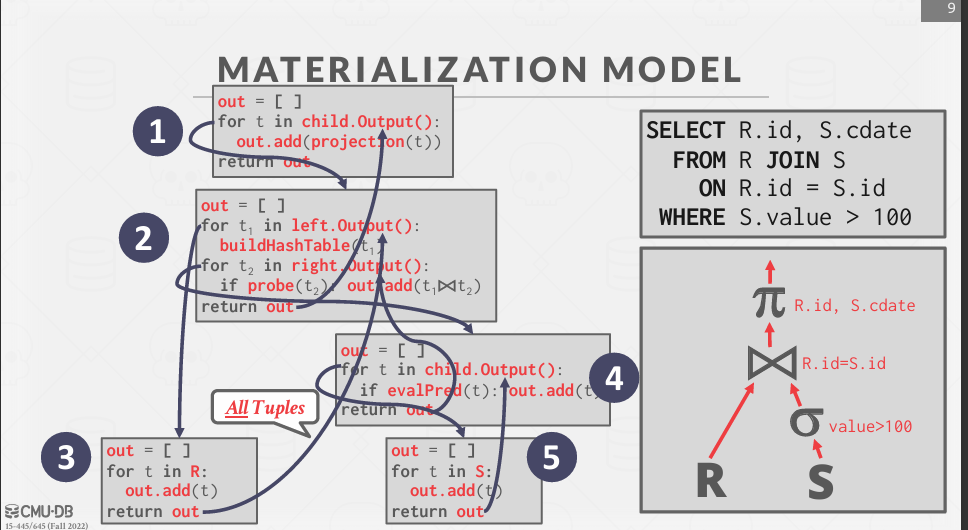 9
MATERIALIZATION MODEL
1
out = [ ]
for t in child.Output():
out.add(projection(t))
return out
2
out = [ ]
for t₁ in left.Output():
buildHashTable(t₁)
for t₂ in right.Output():
if probe(t₂): out.add(t₁⋈t₂)
return out
4
out = [ ]
for t in child.Output():
if evalPred(t): out.add(t)
return out
All Tuples
3
out = [ ]
for t in R:
out.add(t)
return out
5
out = [ ]
for t in S:
out.add(t)
return out
SELECT R.id, S.cdate
FROM R JOIN S
ON R.id = S.id
WHERE S.value > 100
π R.id, S.cdate
⋈ R.id=S.id
σ value>100
R S
CMU-DB
15-445/645 (Fall 2022)